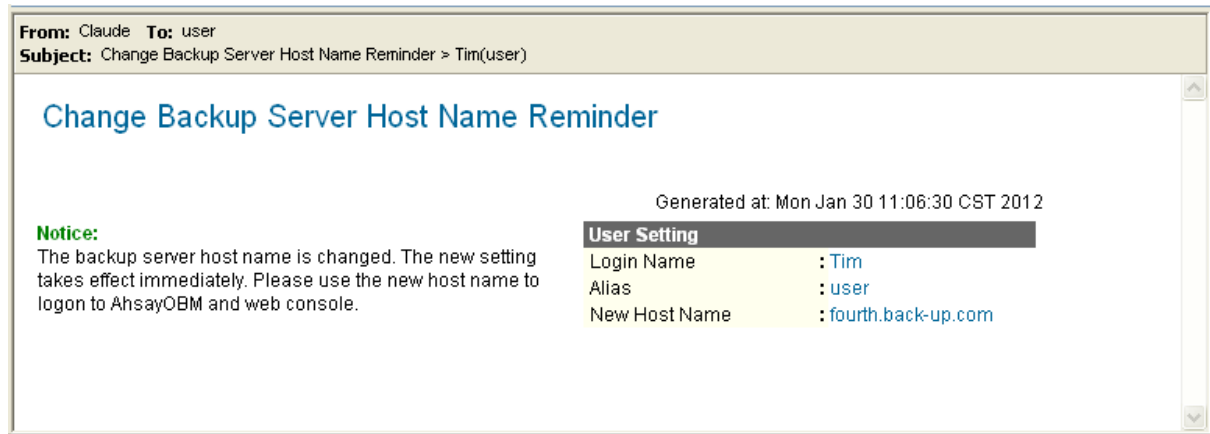 From: Claude To: user
Subject: Change Backup Server Host Name Reminder > Tim(user)
Change Backup Server Host Name Reminder
Generated at: Mon Jan 30 11:06:30 CST 2012
Notice:
The backup server host name is changed. The new setting
takes effect immediately. Please use the new host name to
logon to AhsayOBM and web console.
User Setting
Login Name : Tim
Alias : user
New Host Name : fourth.back-up.com